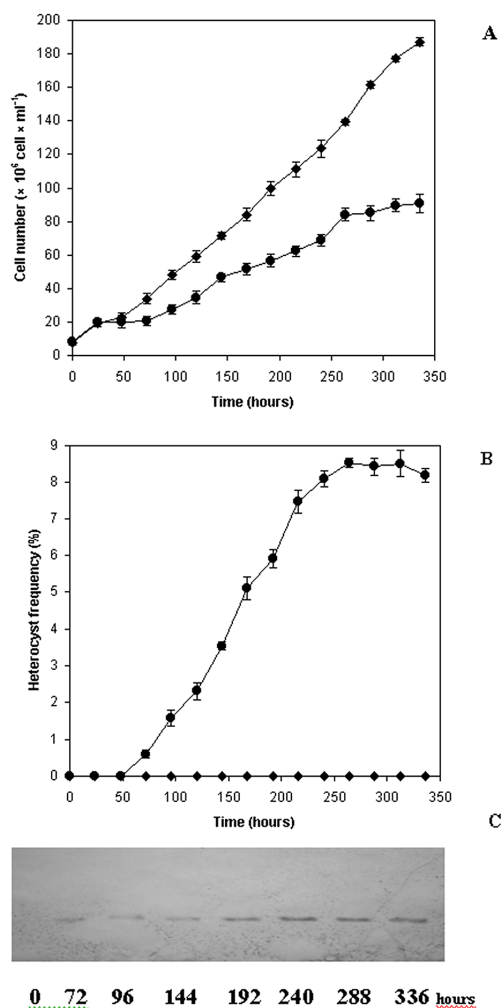 A
200
180
160
140
120
100
80
60
40
20
0
Cell number (× 10⁶ cell × ml⁻¹)
0 50 100 150 200 250 300 350
Time (hours)
B
9
8
7
6
5
4
3
2
1
0
Heterocyst frequency (%)
0 50 100 150 200 250 300 350
Time (hours)
C
0 72 96 144 192 240 288 336 hours